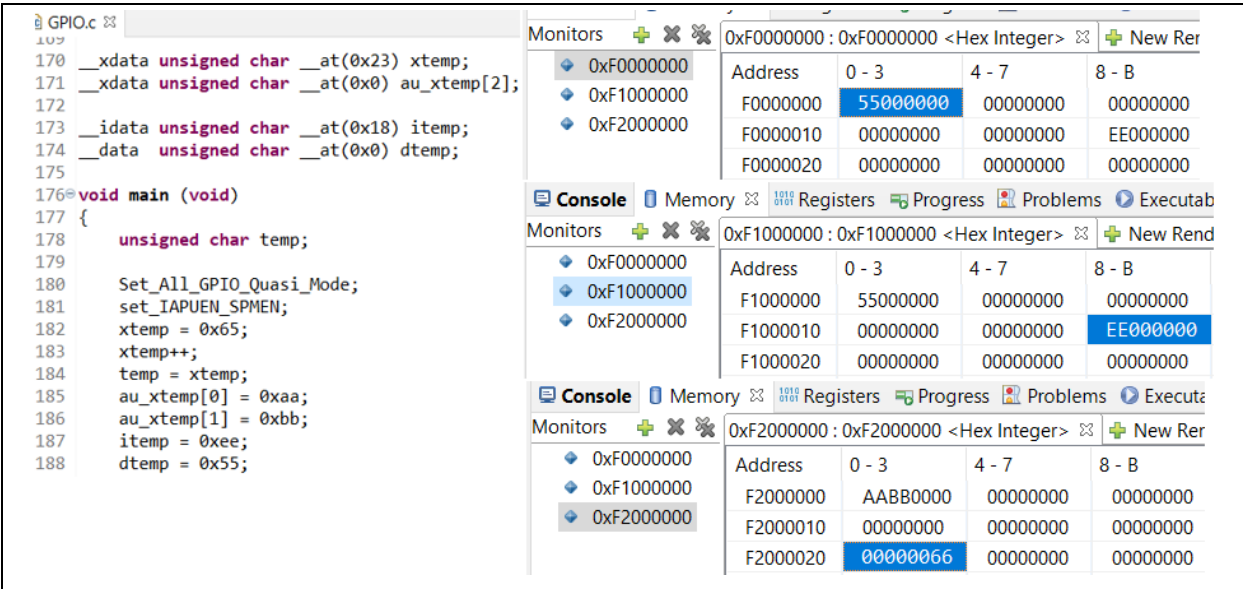 GPIO.c
169
170 __xdata unsigned char __at(0x23) xtemp;
171 __xdata unsigned char __at(0x0) au_xtemp[2];
172
173 __idata unsigned char __at(0x18) itemp;
174 __data  unsigned char __at(0x0) dtemp;
175
176 void main (void)
177 {
178     unsigned char temp;
179
180     Set_All_GPIO_Quasi_Mode;
181     set_IAPUEN_SPMEN;
182     xtemp = 0x65;
183     xtemp++;
184     temp = xtemp;
185     au_xtemp[0] = 0xaa;
186     au_xtemp[1] = 0xbb;
187     itemp = 0xee;
188     dtemp = 0x55;
Monitors
0xF0000000 : 0xF0000000 <Hex Integer> New Rer
0xF0000000
0xF1000000
0xF2000000
Address 0 - 3 4 - 7 8 - B
F0000000 55000000 00000000 00000000
F0000010 00000000 00000000 EE000000
F0000020 00000000 00000000 00000000
Console Memory Registers Progress Problems Executab
Monitors
0xF1000000 : 0xF1000000 <Hex Integer> New Rend
0xF0000000
0xF1000000
0xF2000000
Address 0 - 3 4 - 7 8 - B
F1000000 55000000 00000000 00000000
F1000010 00000000 00000000 EE000000
F1000020 00000000 00000000 00000000
Console Memory Registers Progress Problems Executa
Monitors
0xF2000000 : 0xF2000000 <Hex Integer> New Rer
0xF0000000
0xF1000000
0xF2000000
Address 0 - 3 4 - 7 8 - B
F2000000 AABB0000 00000000 00000000
F2000010 00000000 00000000 00000000
F2000020 00000066 00000000 00000000